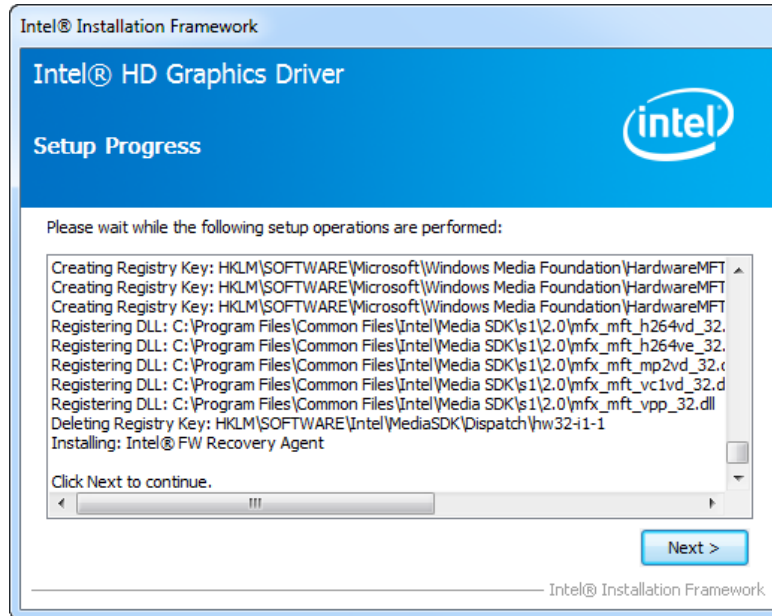 Intel® Installation Framework
Intel® HD Graphics Driver
intel
Setup Progress
Please wait while the following setup operations are performed:
Creating Registry Key: HKLM\SOFTWARE\Microsoft\Windows Media Foundation\HardwareMFT
Creating Registry Key: HKLM\SOFTWARE\Microsoft\Windows Media Foundation\HardwareMFT
Creating Registry Key: HKLM\SOFTWARE\Microsoft\Windows Media Foundation\HardwareMFT
Registering DLL: C:\Program Files\Common Files\Intel\Media SDK\s1\2.0\mfx_mft_h264vd_32.
Registering DLL: C:\Program Files\Common Files\Intel\Media SDK\s1\2.0\mfx_mft_h264ve_32.
Registering DLL: C:\Program Files\Common Files\Intel\Media SDK\s1\2.0\mfx_mft_mp2vd_32.d
Registering DLL: C:\Program Files\Common Files\Intel\Media SDK\s1\2.0\mfx_mft_vc1vd_32.d
Registering DLL: C:\Program Files\Common Files\Intel\Media SDK\s1\2.0\mfx_mft_vpp_32.dll
Deleting Registry Key: HKLM\SOFTWARE\Intel\MediaSDK\Dispatch\hw32-i1-1
Installing: Intel® FW Recovery Agent
Click Next to continue.
Next >
Intel® Installation Framework